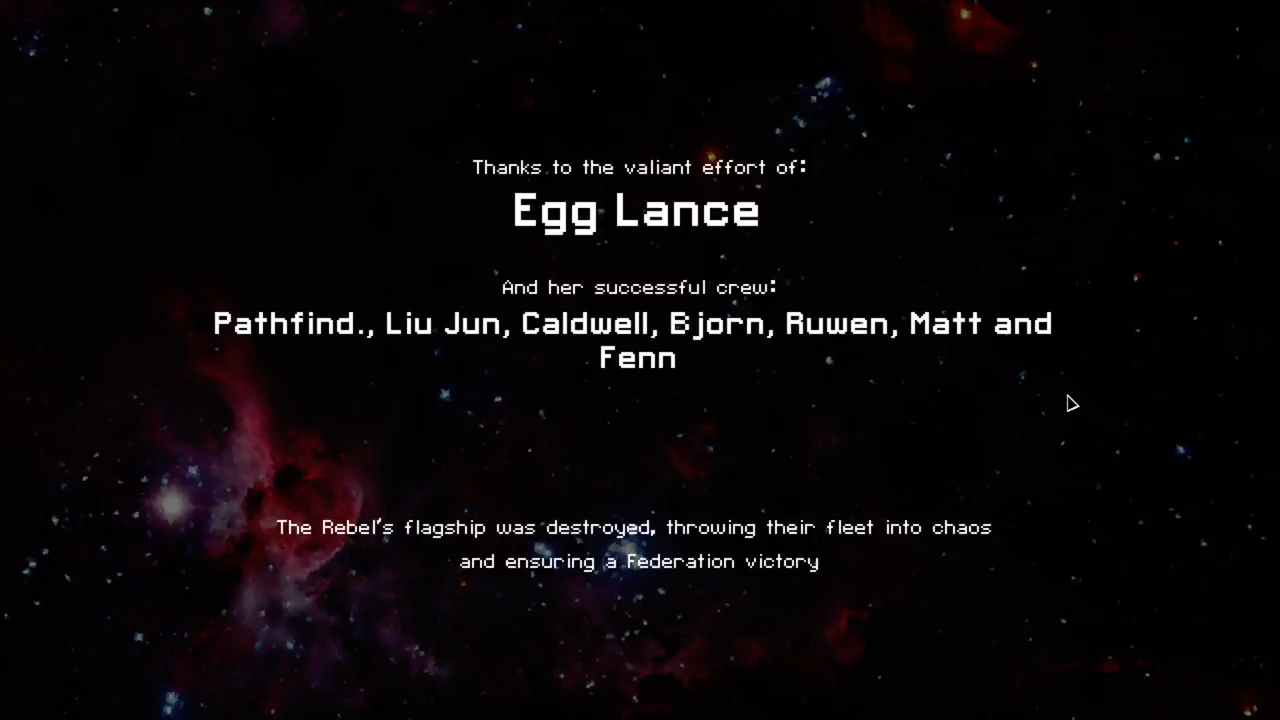 Thanks to the valiant effort of:
Egg Lance
And her successful crew:
Pathfind., Liu Jun, Caldwell, Bjorn, Ruwen, Matt and
Fenn
The Rebel's flagship was destroyed, throwing their fleet into chaos
and ensuring a Federation victory